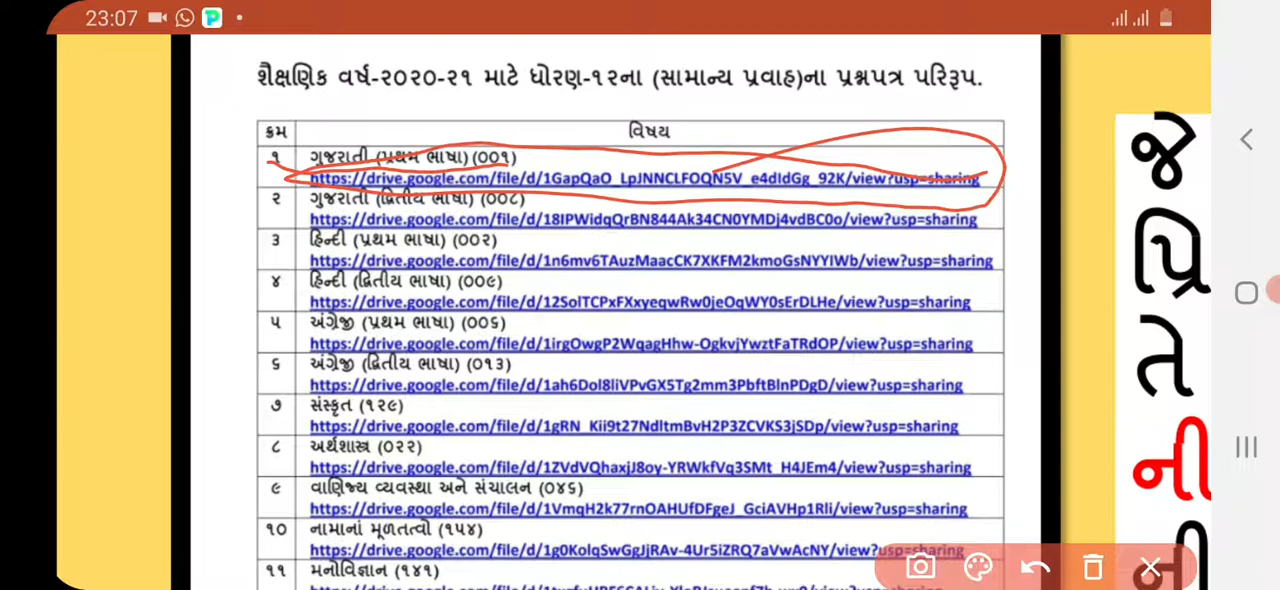 23:07
શૈક્ષણિક વર્ષ-૨૦૨૦-૨૧ માટે ધોરણ-૧૨ના (સામાન્ય પ્રવાહ)ના પ્રશ્નપત્ર પરિરૂપ.
ક્રમ વિષય
૧ ગુજરાતી (પ્રથમ ભાષા) (૦૦૧)
https://drive.google.com/file/d/1GapQaO_LpJNNCLFOQN5V_e4dIdGg_92K/view?usp=sharing
૨ ગુજરાતી (દ્વિતીય ભાષા) (૦૦૮)
https://drive.google.com/file/d/18IPWidqQrBN844Ak34CN0YMDj4vdBC0o/view?usp=sharing
૩ હિન્દી (પ્રથમ ભાષા) (૦૦૨)
https://drive.google.com/file/d/1n6mv6TAuzMaacCK7XKFM2kmoGsNYYIWb/view?usp=sharing
૪ હિન્દી (દ્વિતીય ભાષા) (૦૦૯)
https://drive.google.com/file/d/12SolTCPxFXxyeqwRw0jeOqWY0sErDLHe/view?usp=sharing
૫ અંગ્રેજી (પ્રથમ ભાષા) (૦૦૬)
https://drive.google.com/file/d/1irgOwgP2WqagHhw-OgkvjYwztFaTRdOP/view?usp=sharing
૬ અંગ્રેજી (દ્વિતીય ભાષા) (૦૧૩)
https://drive.google.com/file/d/1ah6Dol8liVPvGX5Tg2mm3PbftBlnPDgD/view?usp=sharing
૭ સંસ્કૃત (૧૨૯)
https://drive.google.com/file/d/1gRN_Kii9t27NdltmBvH2P3ZCVKS3jSDp/view?usp=sharing
૮ અર્થશાસ્ત્ર (૦૨૨)
https://drive.google.com/file/d/1ZVdVQhaxjJ8oy-YRWkfVq3SMt_H4JEm4/view?usp=sharing
૯ વાણિજ્ય વ્યવસ્થા અને સંચાલન (૦૪૬)
https://drive.google.com/file/d/1VmqH2k77rnOAHUfDFgeJ_GciAVHp1Rli/view?usp=sharing
૧૦ નામાનાં મૂળતત્વો (૧૫૪)
https://drive.google.com/file/d/1g0KolqSwGgJjRAv-4Ur5iZRQ7aVwAcNY/view?usp=sharing
૧૧ મનોવિજ્ઞાન (૧૪૧)